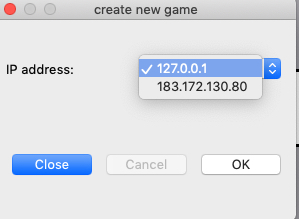 create new game
IP address:
✓ 127.0.0.1
183.172.130.80
Close
Cancel
OK